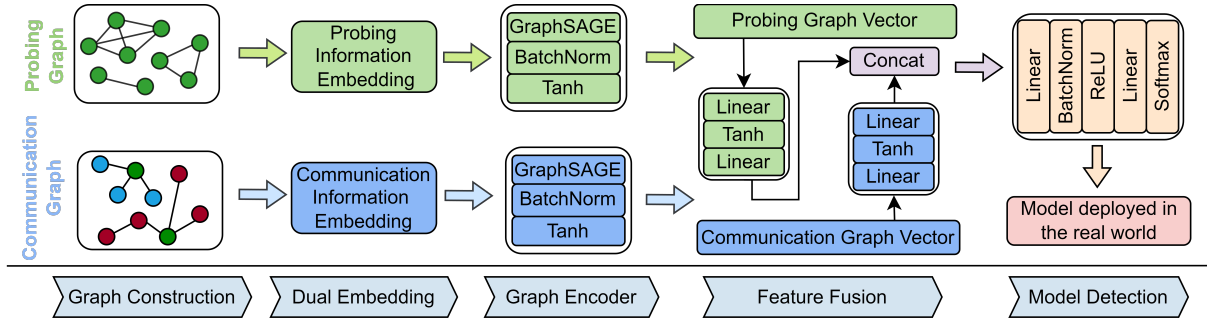 Probing
Graph
Probing
Information
Embedding
GraphSAGE
BatchNorm
Tanh
Probing Graph Vector
Concat
Linear
Tanh
Linear
Linear
Tanh
Linear
Linear
BatchNorm
ReLU
Linear
Softmax
Communication
Graph
Communication
Information
Embedding
GraphSAGE
BatchNorm
Tanh
Communication Graph Vector
Model deployed in
the real world
Graph Construction
Dual Embedding
Graph Encoder
Feature Fusion
Model Detection